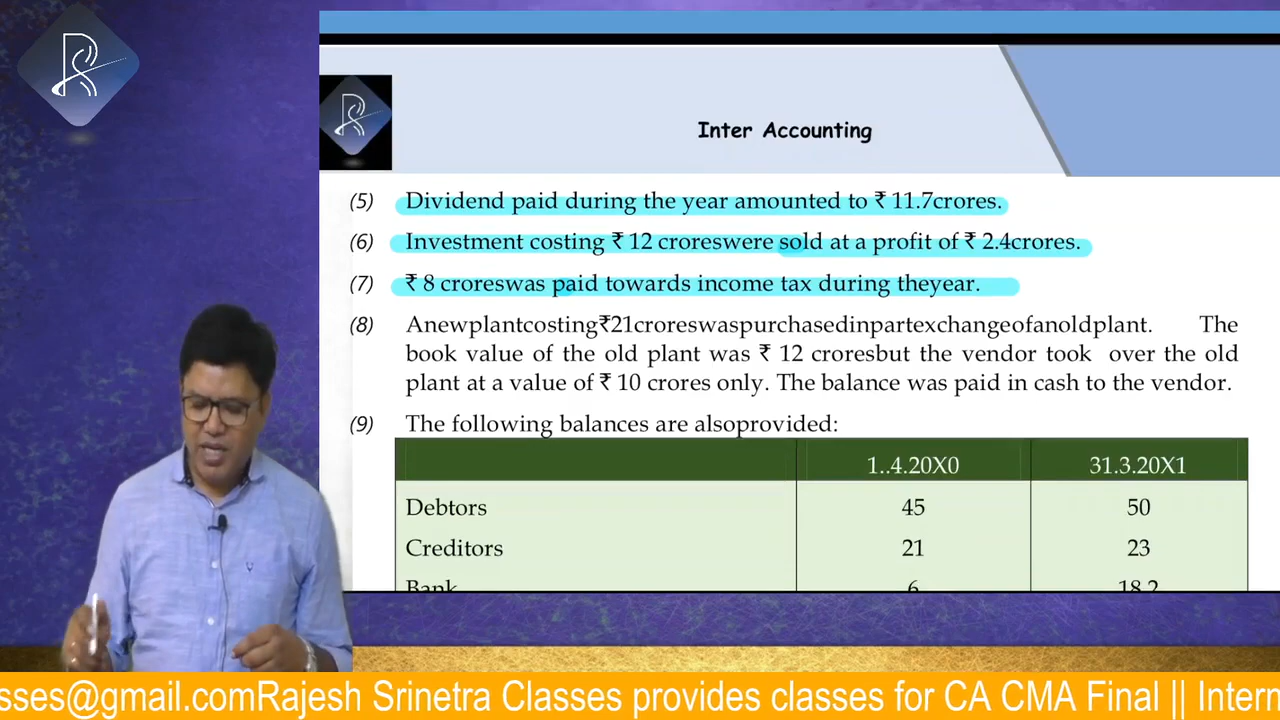 Inter Accounting
(5) Dividend paid during the year amounted to ₹ 11.7crores.
(6) Investment costing ₹ 12 croreswere sold at a profit of ₹ 2.4crores.
(7) ₹ 8 croreswas paid towards income tax during theyear.
(8) Anewplantcosting₹21croreswaspurchasedinpartexchangeofanoldplant. The
book value of the old plant was ₹ 12 croresbut the vendor took over the old
plant at a value of ₹ 10 crores only. The balance was paid in cash to the vendor.
(9) The following balances are alsoprovided:
1..4.20X0 31.3.20X1
Debtors 45 50
Creditors 21 23
Bank 6 18.2
sses@gmail.comRajesh Srinetra Classes provides classes for CA CMA Final || Intern